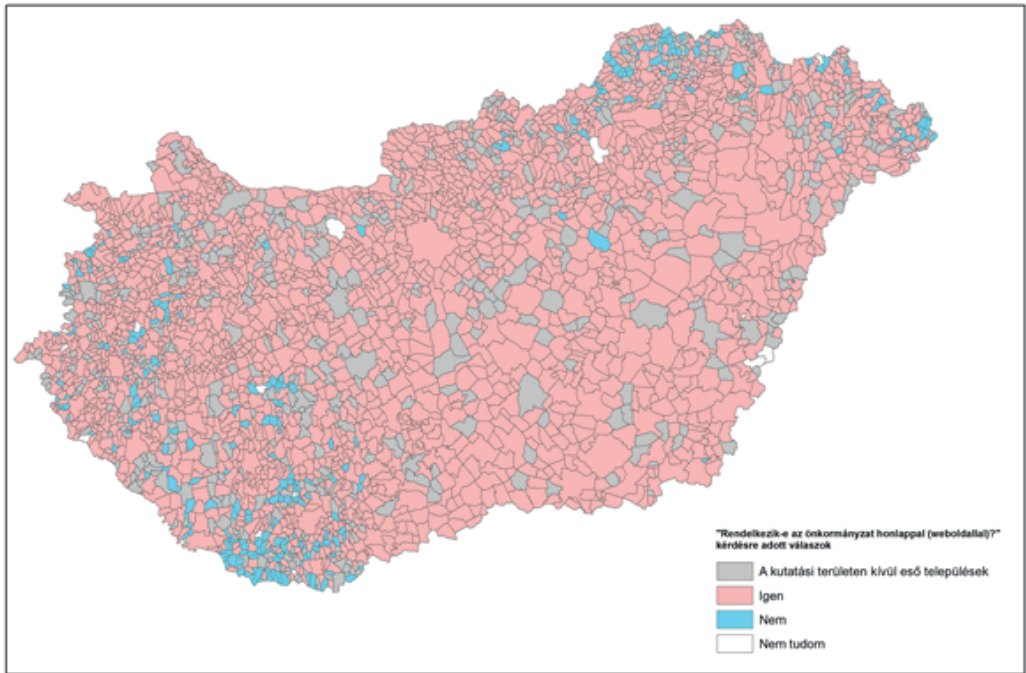 "Rendelkezik-e az önkormányzat honlappal (weboldallal)?"
kérdésre adott válaszok
A kutatási területen kívül eső települések
Igen
Nem
Nem tudom